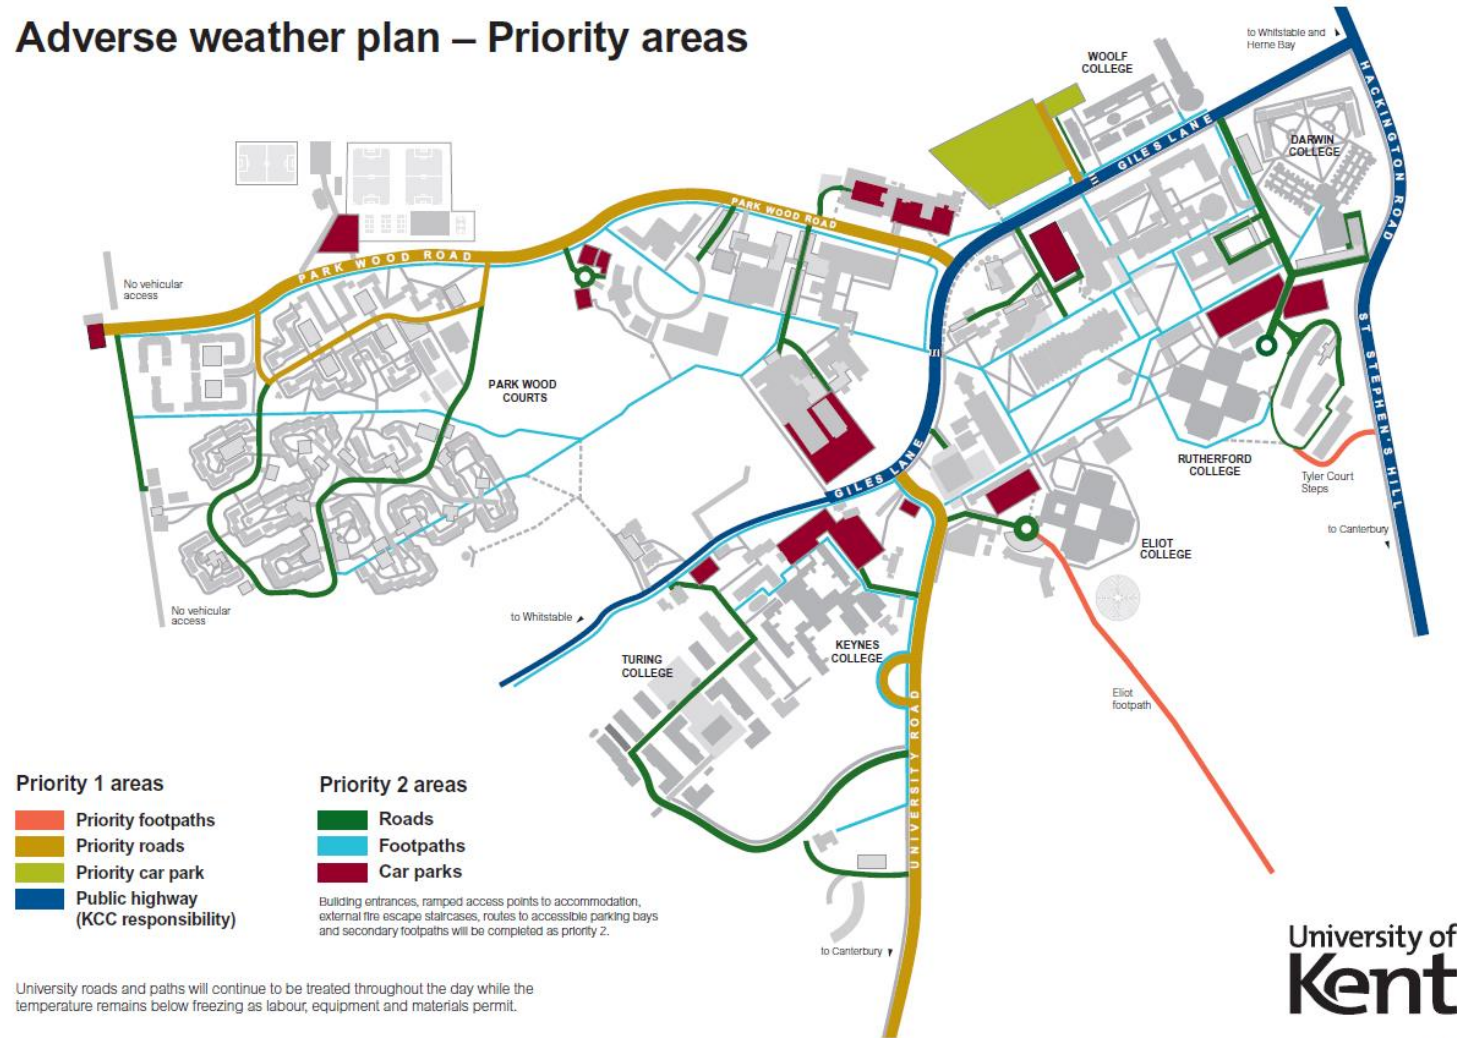 Adverse weather plan – Priority areas
to Whitstable and
Herne Bay
WOOLF
COLLEGE
HACKINGTON ROAD
GILES LANE
DARWIN
COLLEGE
PARK WOOD ROAD
PARK WOOD ROAD
No vehicular
access
PARK WOOD
COURTS
ST STEPHEN'S HILL
RUTHERFORD
COLLEGE
Tyler Court
Steps
GILES LANE
to Canterbury
ELIOT
COLLEGE
No vehicular
access
to Whitstable
TURING
COLLEGE
KEYNES
COLLEGE
Eliot
footpath
UNIVERSITY ROAD
to Canterbury
Priority 1 areas
Priority footpaths
Priority roads
Priority car park
Public highway
(KCC responsibility)
Priority 2 areas
Roads
Footpaths
Car parks
Building entrances, ramped access points to accommodation,
external fire escape staircases, routes to accessible parking bays
and secondary footpaths will be completed as priority 2.
University roads and paths will continue to be treated throughout the day while the
temperature remains below freezing as labour, equipment and materials permit.
University of
Kent